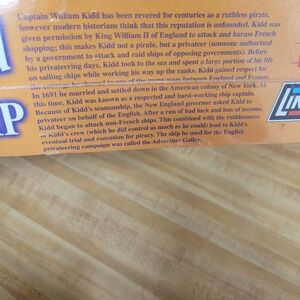 Captain William Kidd has been revered for centuries as a ruthless pirate,
however modern historians think that this reputation is unfounded. Kidd was
given permission by King William II of England to attack and harass French
shipping; this makes Kidd not a pirate, but a privateer (someone authorized
by a government to attack and raid ships of opposing countries). Before
his privateering days, Kidd took to the sea and spent a large portion of his life
on sailing ships while working his way up the ranks. Kidd gained respect for
between England and France.
In 1691 he married and settled down in the American colony of New York. At
this time, Kidd was known as a respected and hard-working ship captain.
Because of Kidd's seamanship, the New England governor asked Kidd to
privateer on behalf of the English. After a run of bad luck and loss of income,
Kidd began to attack non-French ships. This combined with the ruthlessness
of Kidd's crew (which he did control as much as he could) lead to Kidd's
eventual trial and execution for piracy. The ship he used for the English
privateering campaign was called the Adventure Galley.